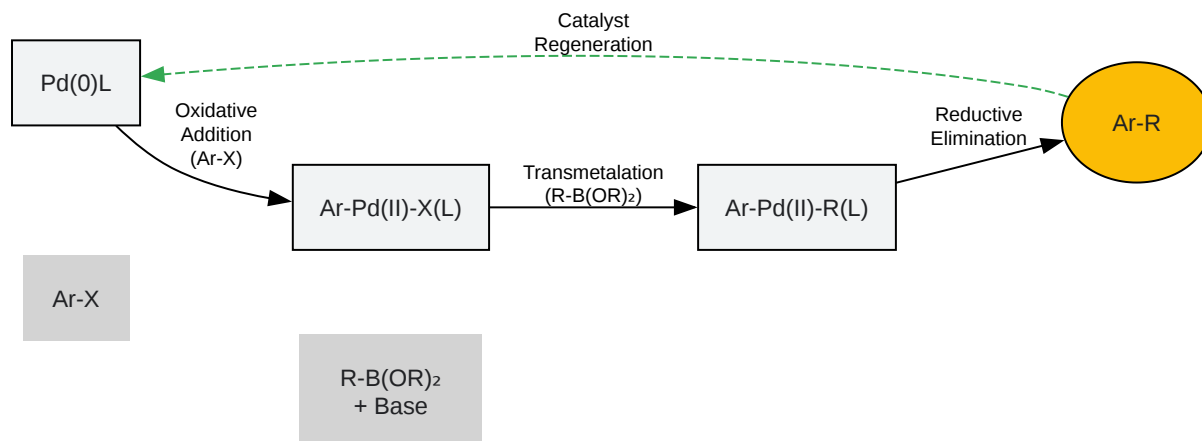 Catalyst
Regeneration
Pd(0)L
Oxidative
Addition
(Ar-X)
Reductive
Elimination
Ar-R
Transmetalation
(R-B(OR)₂)
Ar-Pd(II)-X(L)
Ar-Pd(II)-R(L)
Ar-X
R-B(OR)₂
+ Base